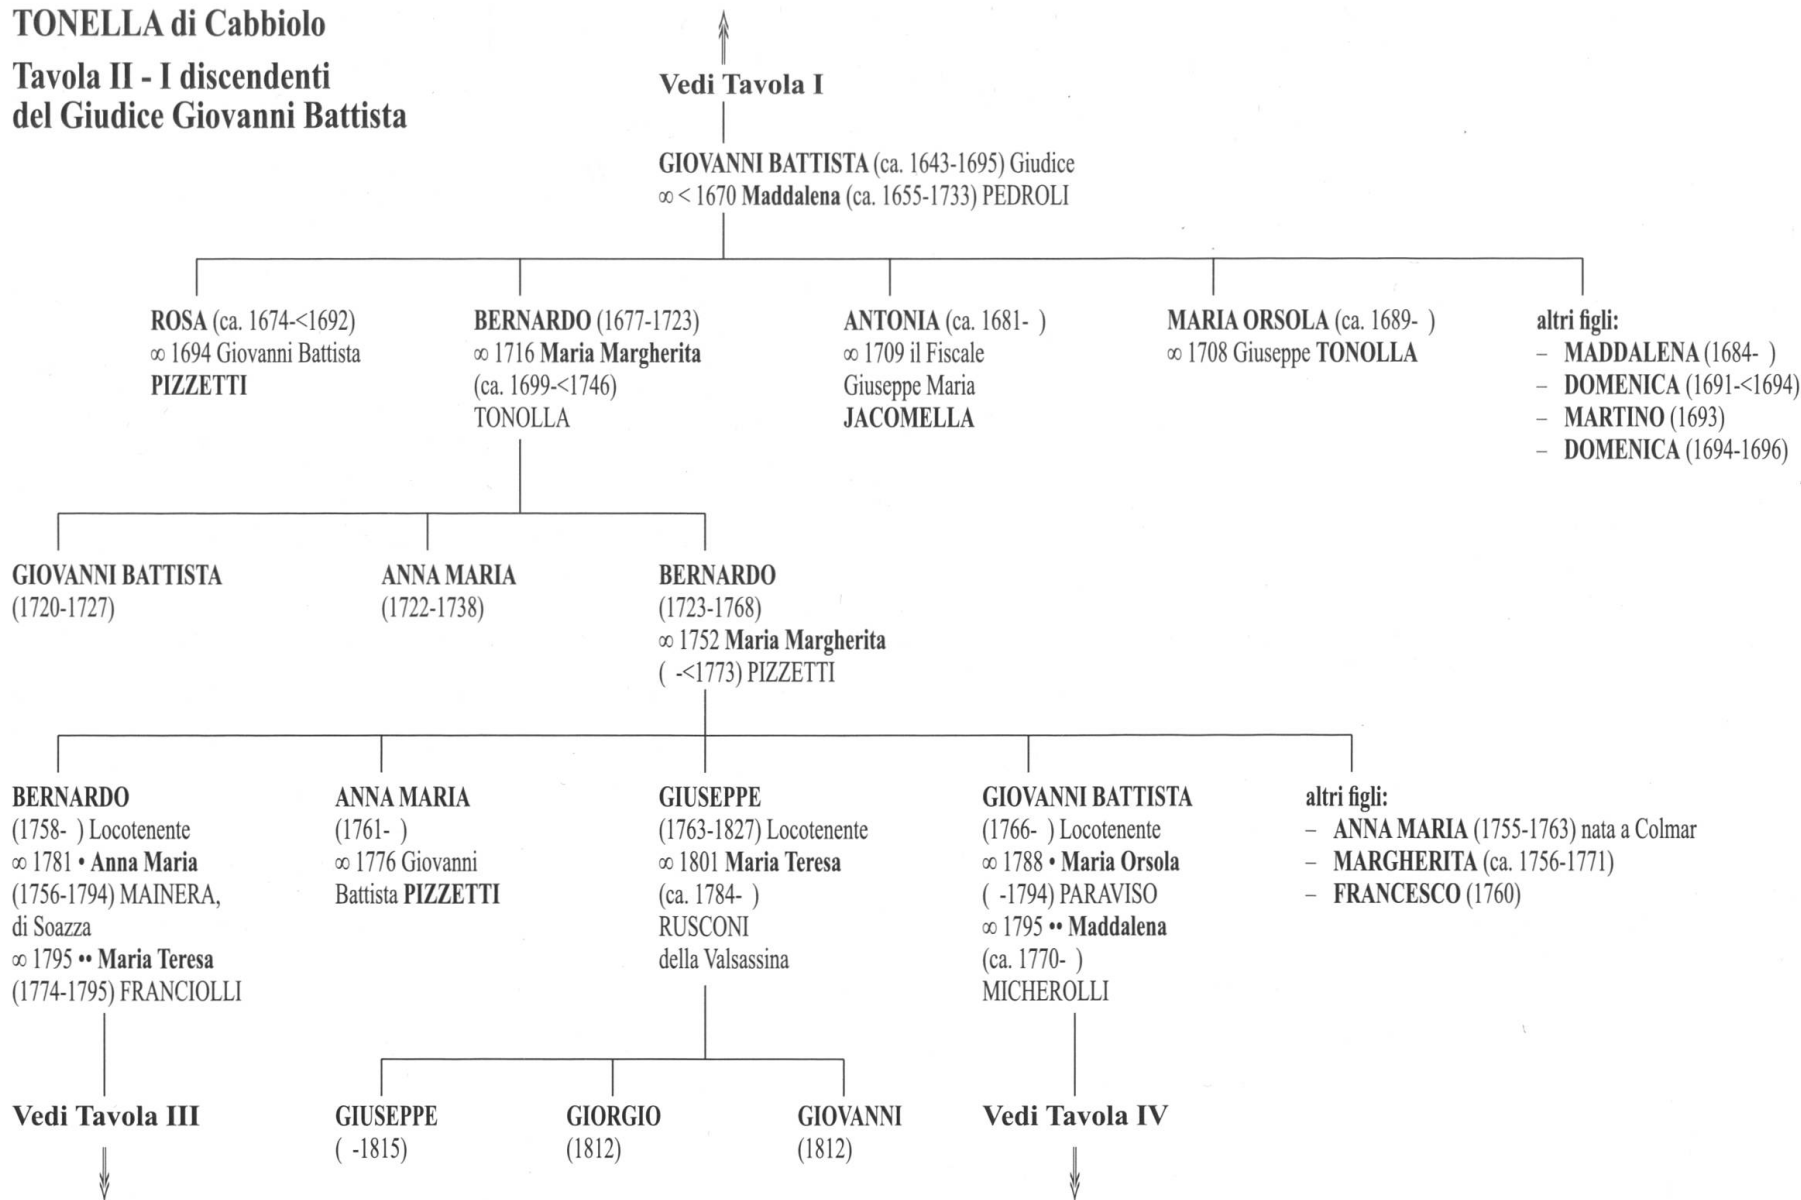 TONELLA di Cabbiolo
Tavola II - I discendenti
del Giudice Giovanni Battista
Vedi Tavola I
GIOVANNI BATTISTA (ca. 1643-1695) Giudice
∞ < 1670 Maddalena (ca. 1655-1733) PEDROLI
ROSA (ca. 1674-<1692)
∞ 1694 Giovanni Battista
PIZZETTI
BERNARDO (1677-1723)
∞ 1716 Maria Margherita
(ca. 1699-<1746)
TONOLLA
ANTONIA (ca. 1681- )
∞ 1709 il Fiscale
Giuseppe Maria
JACOMELLA
MARIA ORSOLA (ca. 1689- )
∞ 1708 Giuseppe TONOLLA
altri figli:
– MADDALENA (1684- )
– DOMENICA (1691-<1694)
– MARTINO (1693)
– DOMENICA (1694-1696)
GIOVANNI BATTISTA
(1720-1727)
ANNA MARIA
(1722-1738)
BERNARDO
(1723-1768)
∞ 1752 Maria Margherita
( -<1773) PIZZETTI
BERNARDO
(1758- ) Locotenente
∞ 1781 • Anna Maria
(1756-1794) MAINERA,
di Soazza
∞ 1795 •• Maria Teresa
(1774-1795) FRANCIOLLI
Vedi Tavola III
ANNA MARIA
(1761- )
∞ 1776 Giovanni
Battista PIZZETTI
GIUSEPPE
(1763-1827) Locotenente
∞ 1801 Maria Teresa
(ca. 1784- )
RUSCONI
della Valsassina
GIOVANNI BATTISTA
(1766- ) Locotenente
∞ 1788 • Maria Orsola
( -1794) PARAVISO
∞ 1795 •• Maddalena
(ca. 1770- )
MICHEROLLI
Vedi Tavola IV
altri figli:
– ANNA MARIA (1755-1763) nata a Colmar
– MARGHERITA (ca. 1756-1771)
– FRANCESCO (1760)
GIUSEPPE
( -1815)
GIORGIO
(1812)
GIOVANNI
(1812)